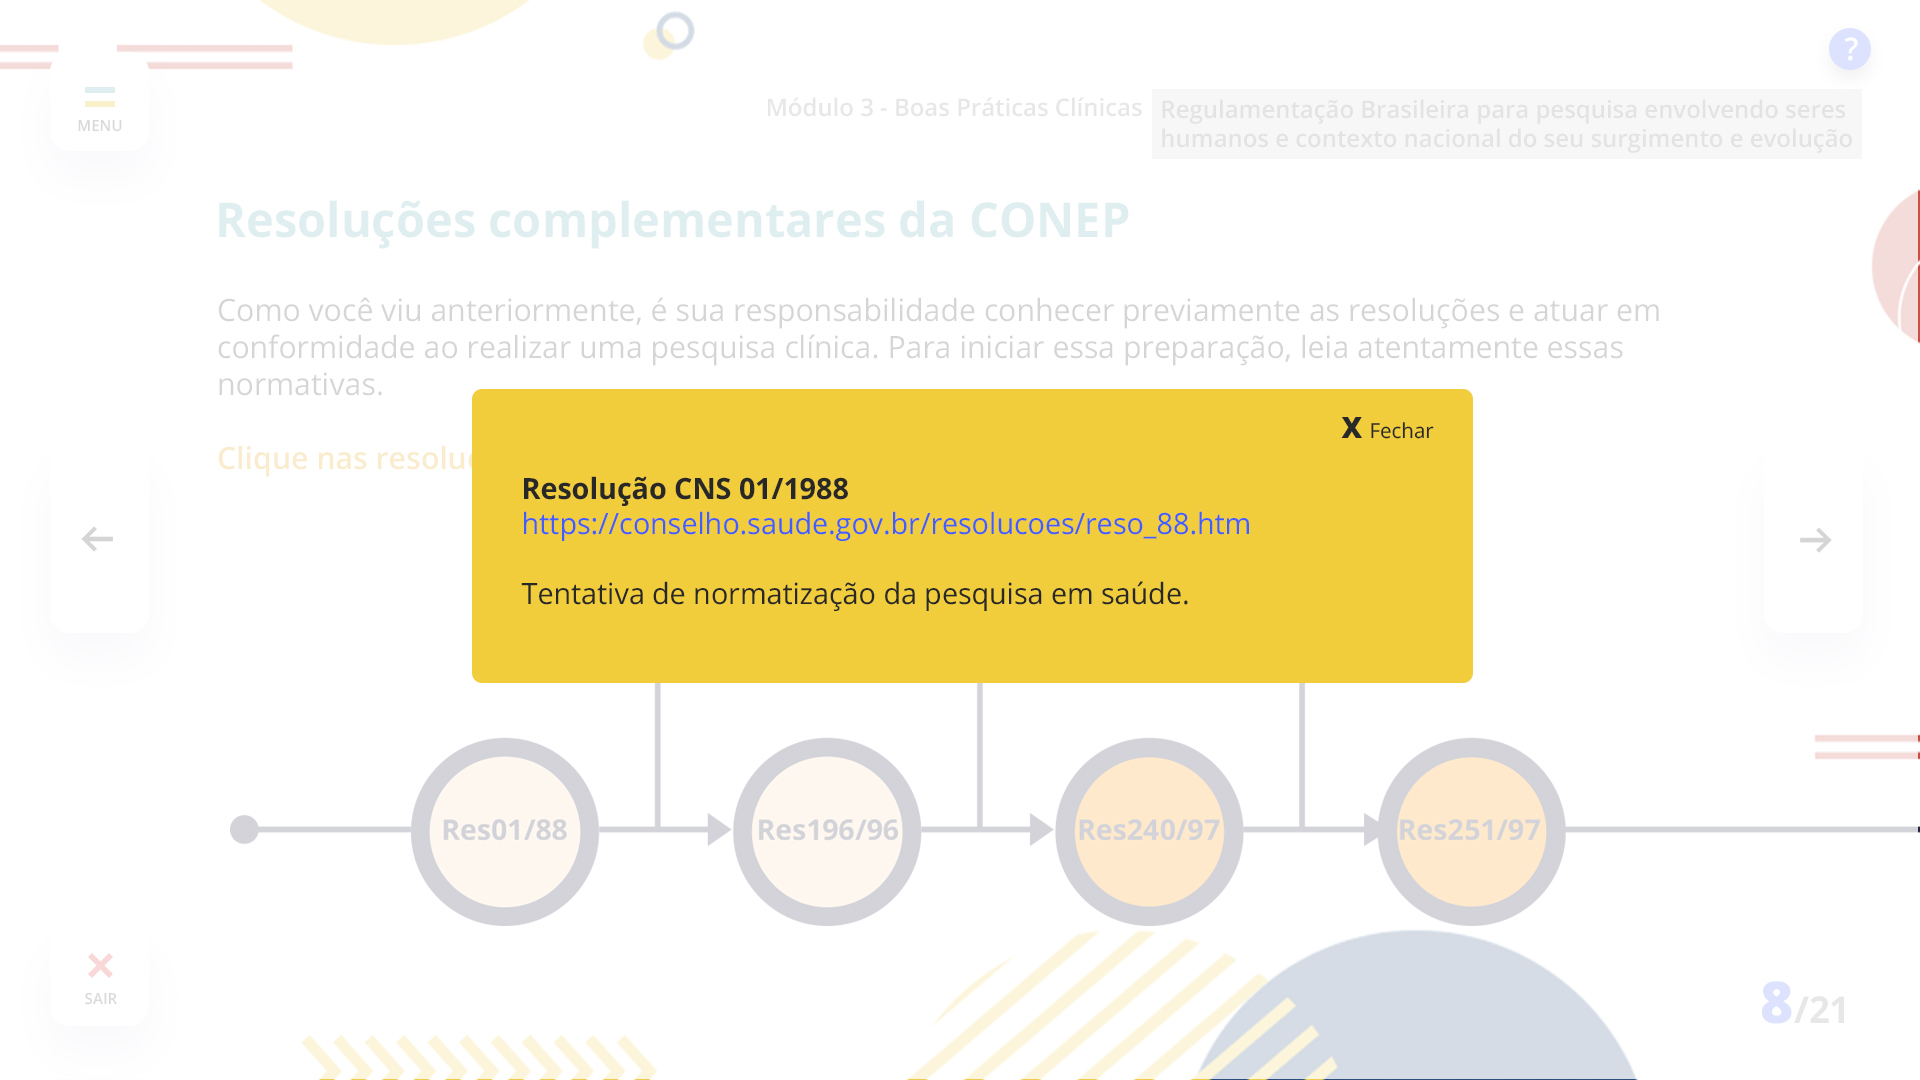 ?
MENU
Módulo 3 - Boas Práticas Clínicas
Regulamentação Brasileira para pesquisa envolvendo seres
humanos e contexto nacional do seu surgimento e evolução
Resoluções complementares da CONEP
Como você viu anteriormente, é sua responsabilidade conhecer previamente as resoluções e atuar em
conformidade ao realizar uma pesquisa clínica. Para iniciar essa preparação, leia atentamente essas
normativas.
Clique nas
X Fechar
Resolução CNS 01/1988
https://conselho.saude.gov.br/resolucoes/reso_88.htm
Tentativa de normatização da pesquisa em saúde.
Res01/88
Res196/96
Res240/97
Res251/97
SAIR
8/21